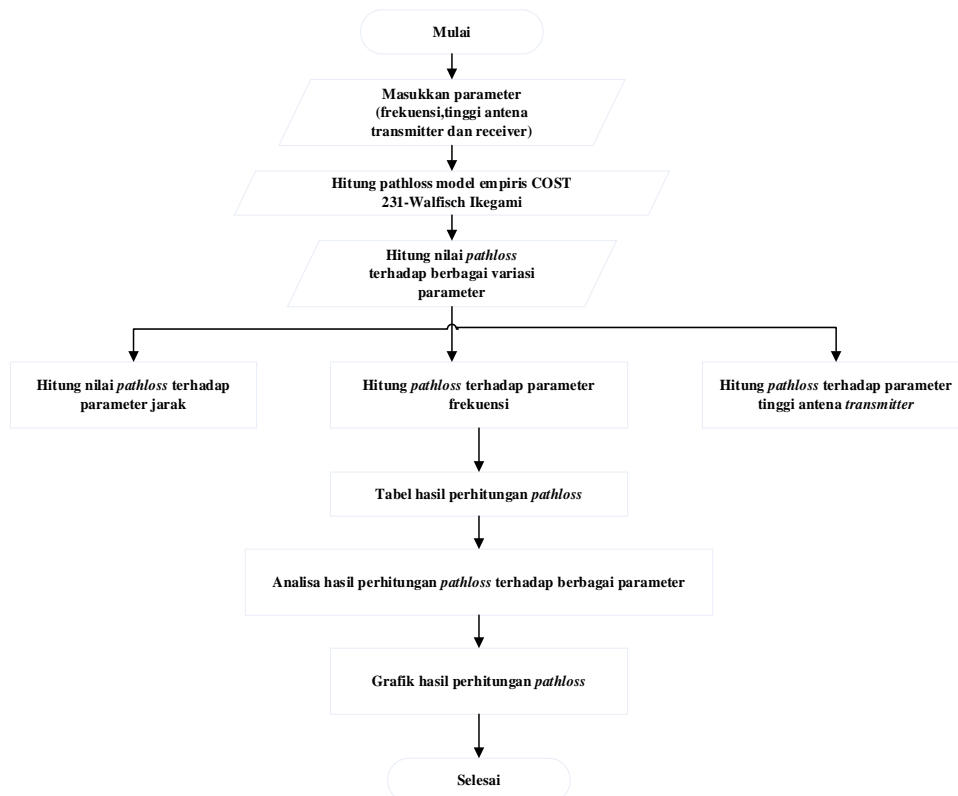 Mulai
Masukkan parameter
(frekuensi,tinggi antena
transmitter dan receiver)
Hitung pathloss model empiris COST
231-Walfisch Ikegami
Hitung nilai pathloss
terhadap berbagai variasi
parameter
Hitung nilai pathloss terhadap
parameter jarak
Hitung pathloss terhadap parameter
frekuensi
Hitung pathloss terhadap parameter
tinggi antena transmitter
Tabel hasil perhitungan pathloss
Analisa hasil perhitungan pathloss terhadap berbagai parameter
Grafik hasil perhitungan pathloss
Selesai